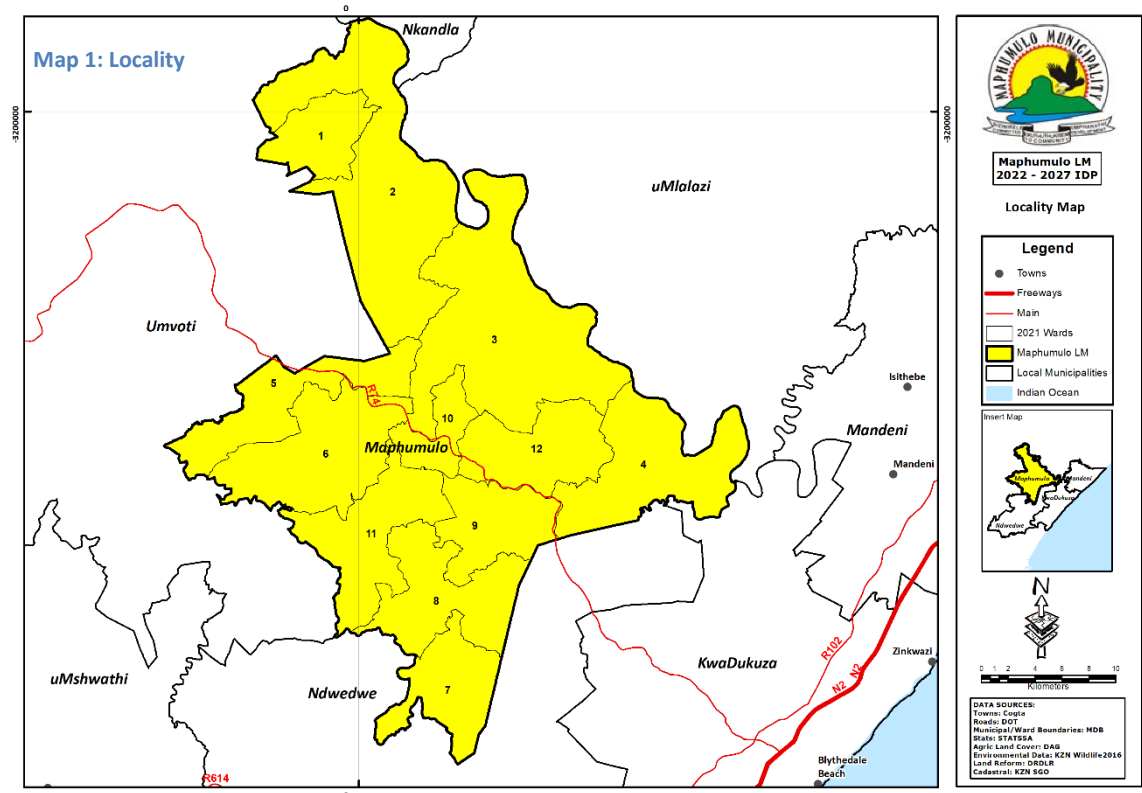 Map 1: Locality
0
Nkandla
-3200000
-3200000
1
2
uMlalazi
Umvoti
3
5
R74
Isithebe
10
Mandeni
Maphumulo
6
12
4
Mandeni
11
9
8
R102
KwaDukuza
Zinkwazi
uMshwathi
Ndwedwe
7
N2
N2
Blythedale
Beach
R614
0
MAPHUMULO MUNICIPALITY
TO COMMUNITY
DEVELOPMENT
Maphumulo LM
2022 - 2027 IDP
Locality Map
Legend
Towns
Freeways
Main
2021 Wards
Maphumulo LM
Local Municipalities
Indian Ocean
Insert Map
Maphumulo
Mandeni
KwaDukuza
Ndwedwe
N
0 1 2 4 6 8 10
Kilometers
DATA SOURCES:
Towns: Cogta
Roads: DOT
Municipal/Ward Boundaries: MDB
Stats: STATSSA
Agric Land Cover: DAG
Environmental Data: KZN Wildlife2016
Land Reform: DRDLR
Cadastral: KZN SGO